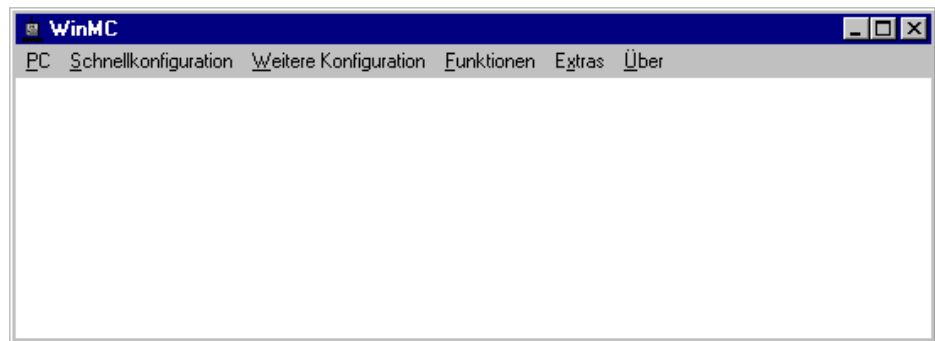 WinMC
PC Schnellkonfiguration Weitere Konfiguration Funktionen Extras Über